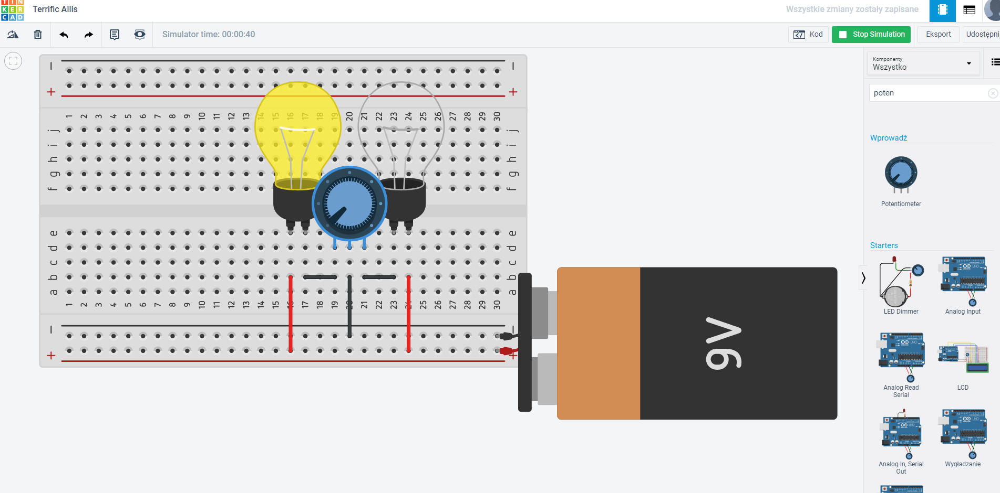 TIN
KER
CAD
Terrific Allis
Wszystkie zmiany zostały zapisane
Simulator time: 00:00:40
Kod
Stop Simulation
Eksport
Udostępnij
Komponenty
Wszystko
poten
Wprowadź
Potentiometer
Starters
LED Dimmer
Analog Input
Analog Read
Serial
LCD
Analog In, Serial
Out
Wygładzanie
1 2 3 4 5 6 7 8 9 10 11 12 13 14 15 16 17 18 19 20 21 22 23 24 25 26 27 28 29 30
j j
i i
h h
g g
f f
e e
d d
c c
b b
a a
1 2 3 4 5 6 7 8 9 10 11 12 13 14 15 16 17 18 19 20 21 22 23 24 25 26 27 28 29 30
9V